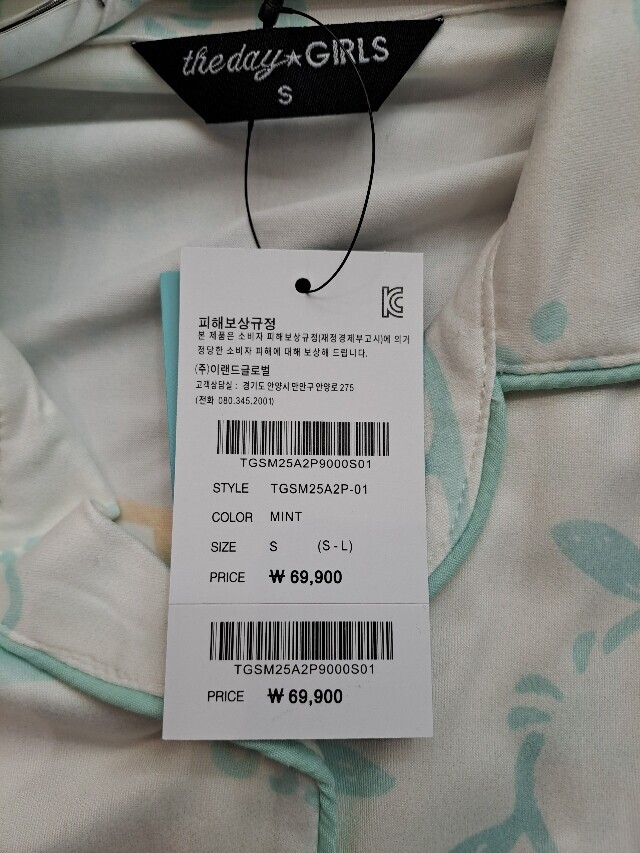 the day★GIRLS
S
KC
피해보상규정
본 제품은 소비자 피해보상규정(재정경제부고시)에 의거
정당한 소비자 피해에 대해 보상해 드립니다.
(주)이랜드글로벌
고객상담실 : 경기도 안양시 만안구 안양로 275
(전화 080.345.2001)
TGSM25A2P9000S01
STYLE TGSM25A2P-01
COLOR MINT
SIZE S (S - L)
PRICE ₩ 69,900
TGSM25A2P9000S01
PRICE ₩ 69,900